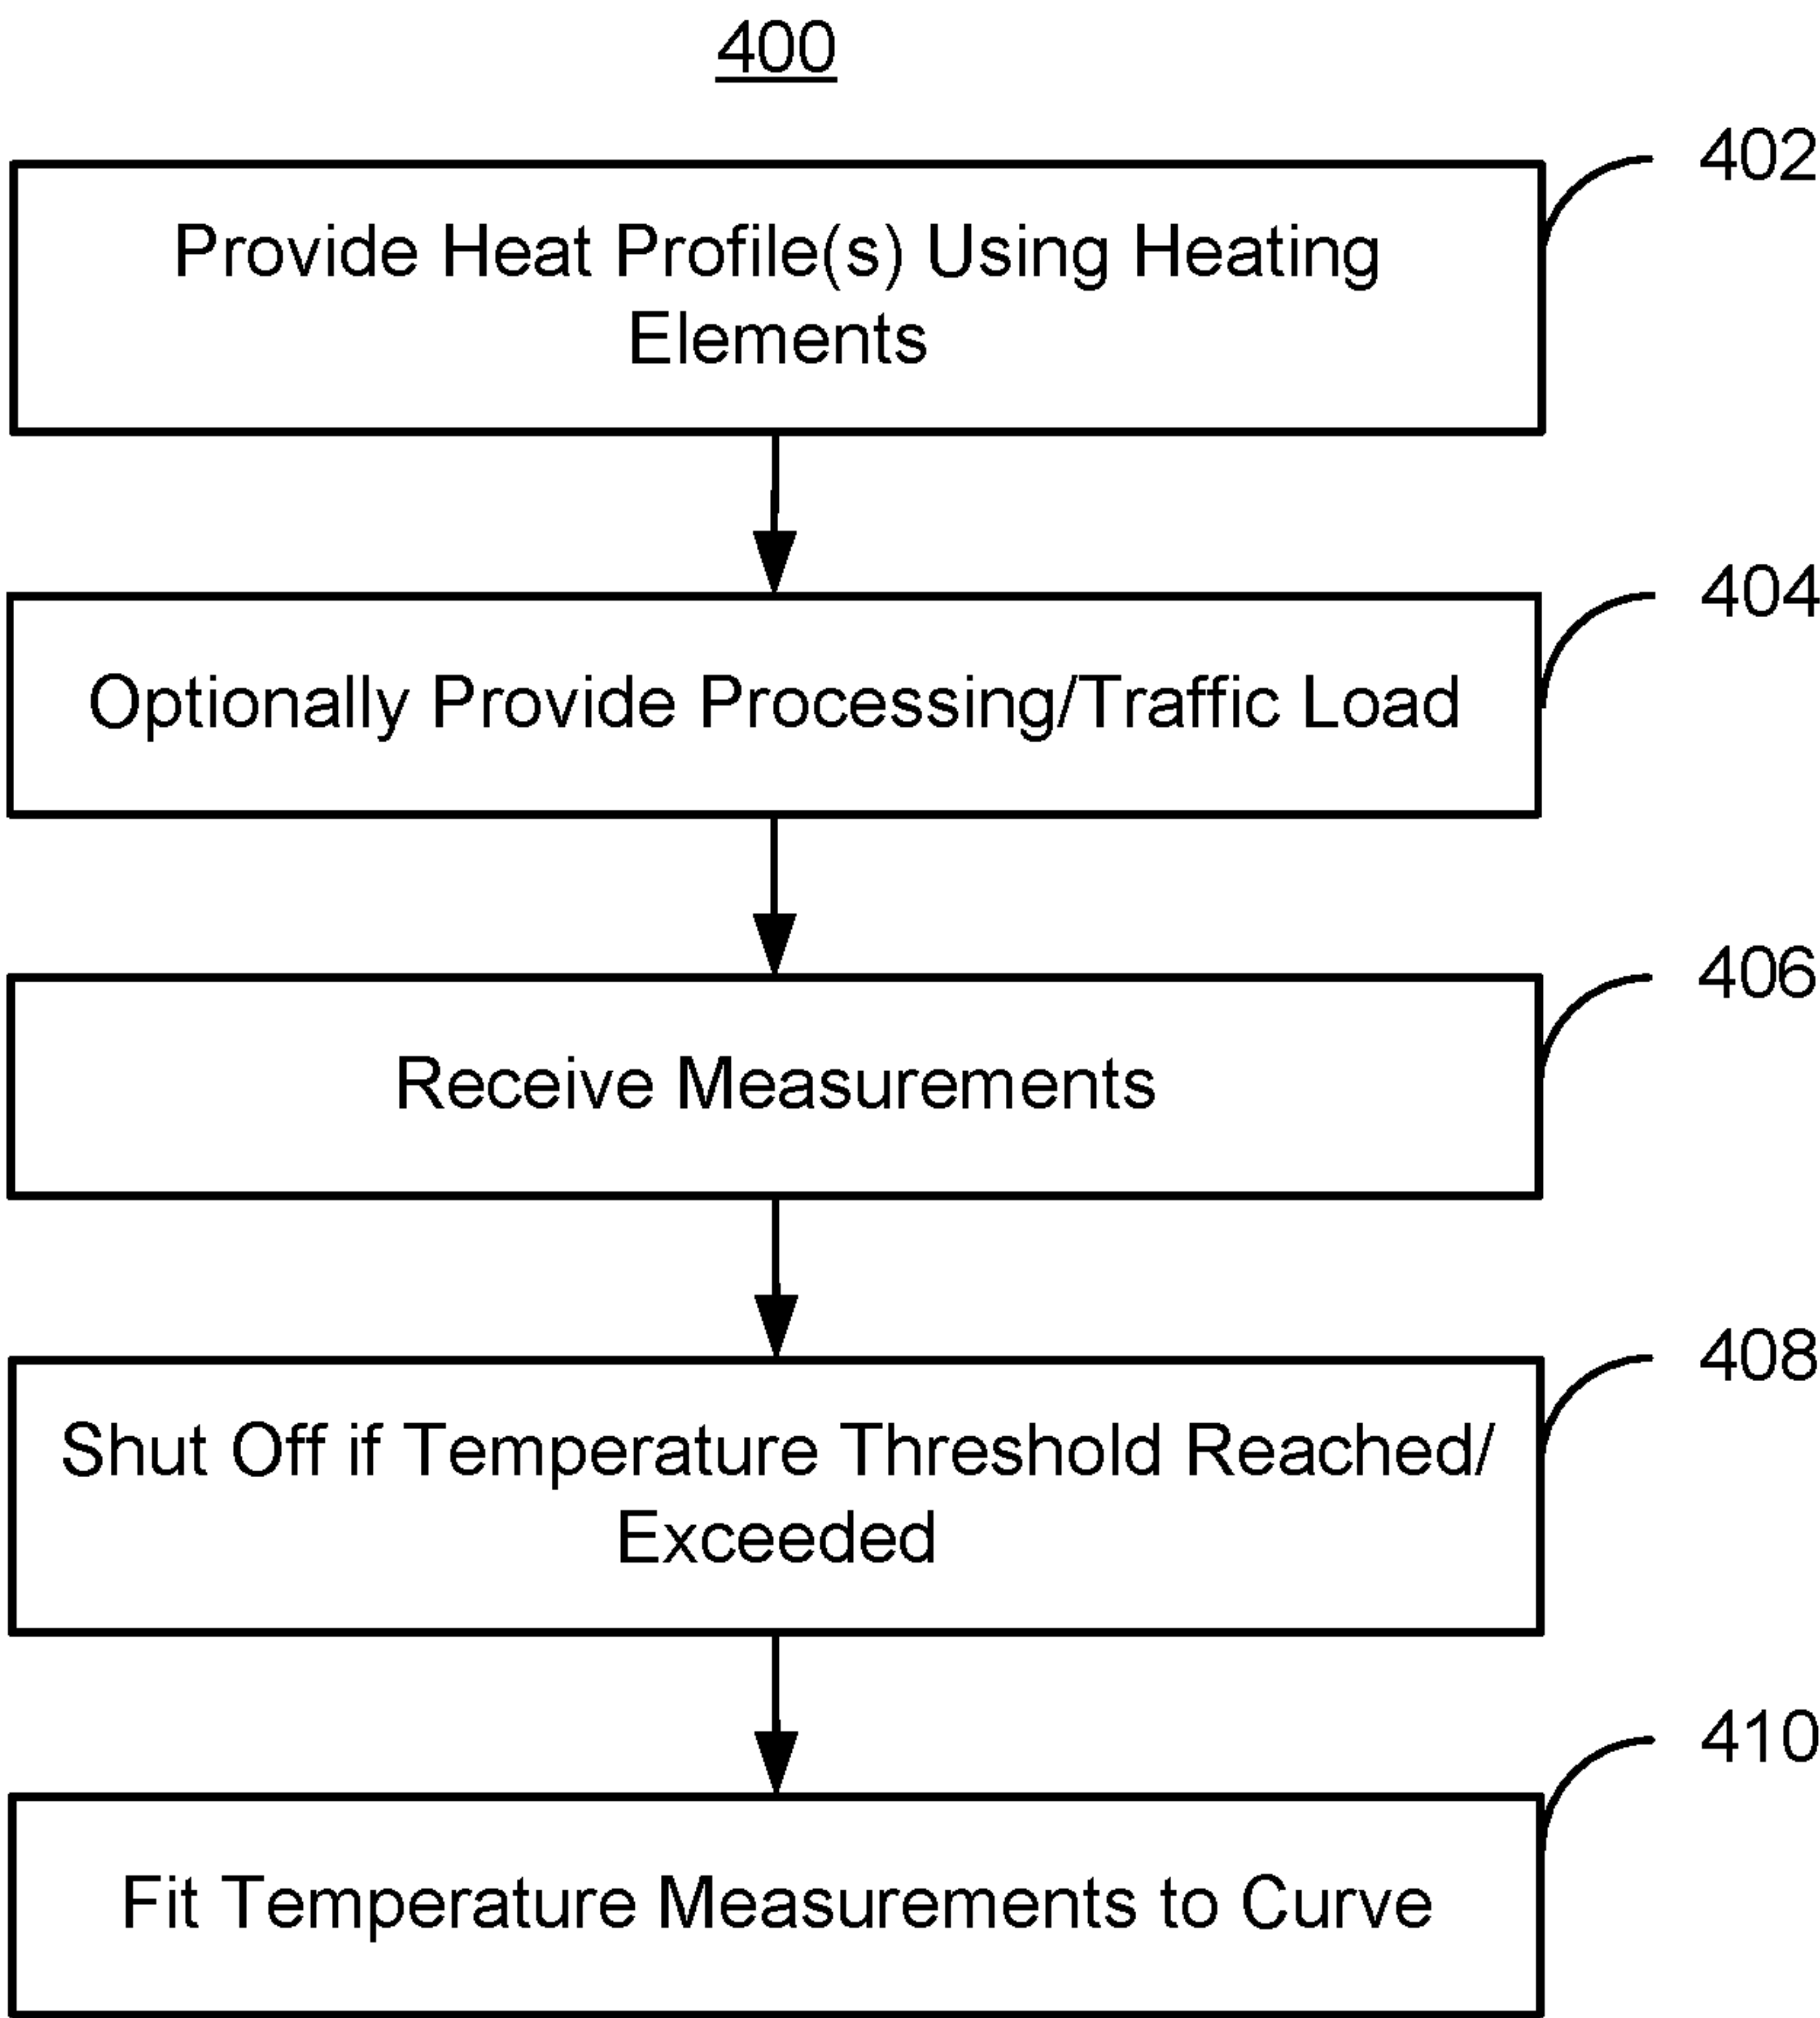 400
402
Provide Heat Profile(s) Using Heating
Elements
404
Optionally Provide Processing/Traffic Load
406
Receive Measurements
408
Shut Off if Temperature Threshold Reached/
Exceeded
410
Fit Temperature Measurements to Curve